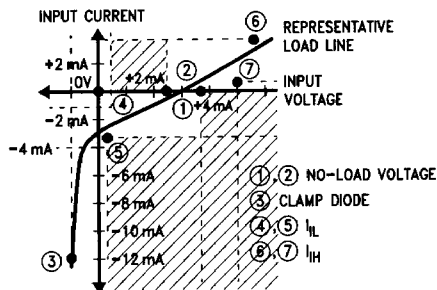 INPUT CURRENT
⑥
REPRESENTATIVE
LOAD LINE
+2 mA
0V
+2 mA
②
⑦
INPUT
VOLTAGE
④
①
+4 mA
−2 mA
−4 mA
⑤
−6 mA
−8 mA
−10 mA
−12 mA
③
①, ② NO-LOAD VOLTAGE
③ CLAMP DIODE
④, ⑤ IIL
⑥, ⑦ IIH